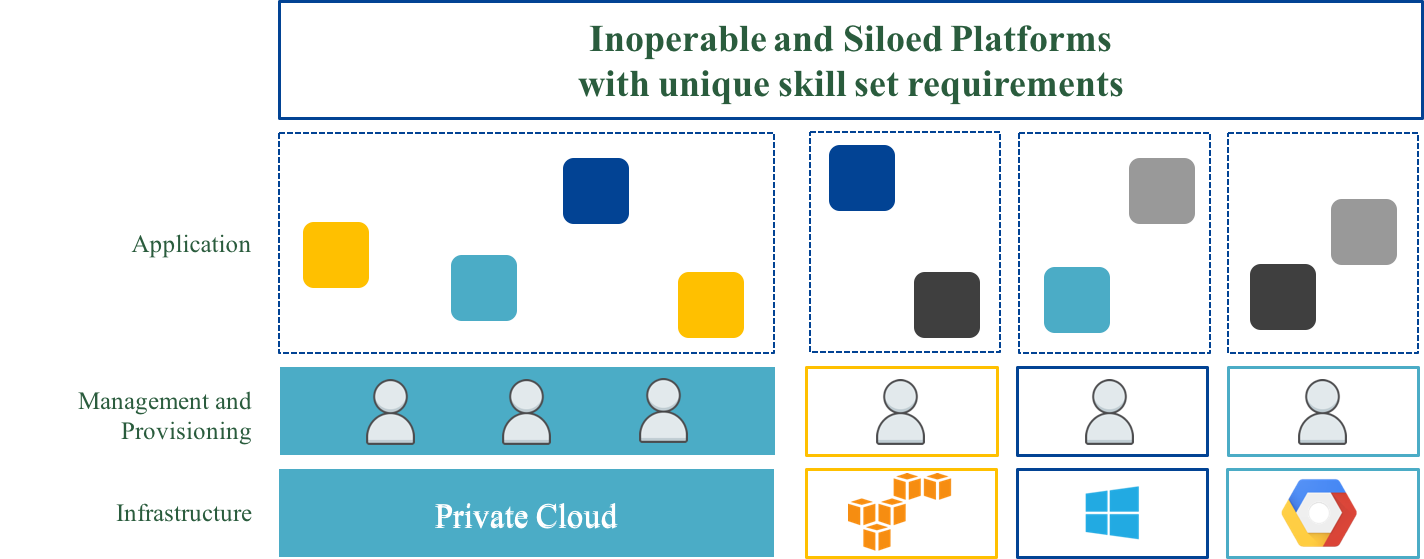 Inoperable and Siloed Platforms
with unique skill set requirements
Application
Management and
Provisioning
Infrastructure
Private Cloud